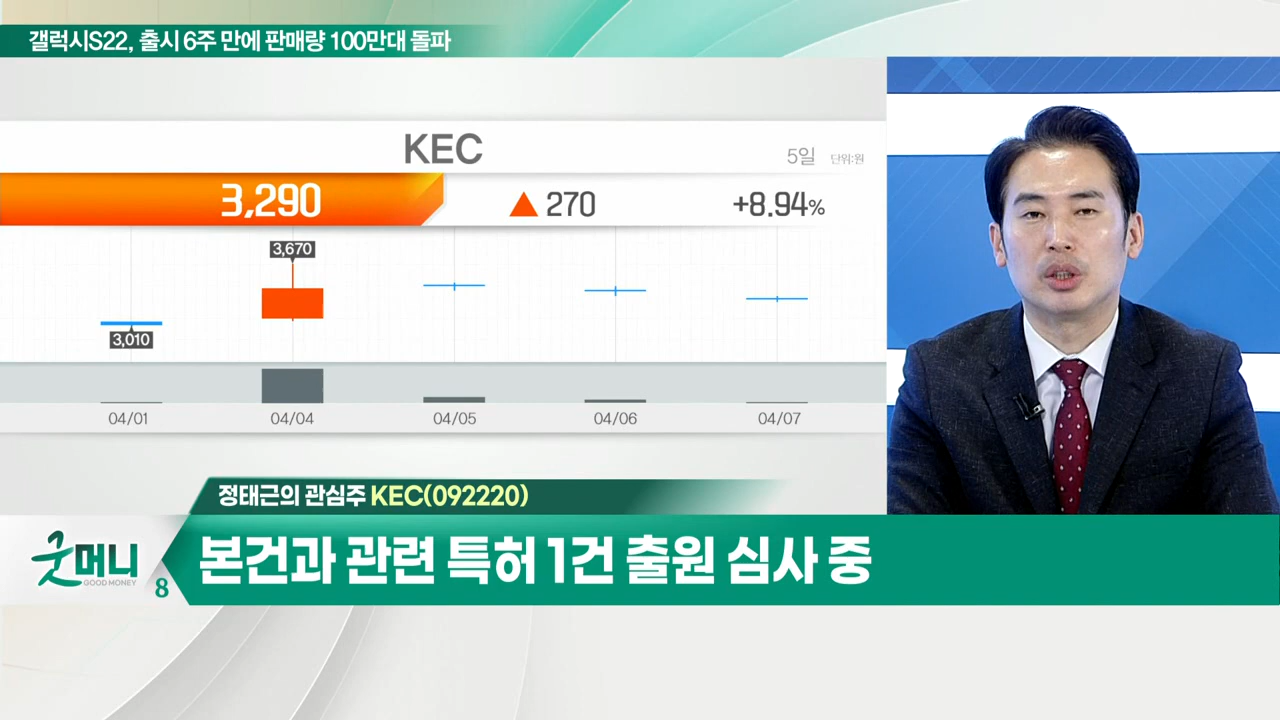 갤럭시S22, 출시 6주 만에 판매량 100만대 돌파
KEC
5일 단위:원
3,290 ▲ 270 +8.94%
3,670
3,010
04/01 04/04 04/05 04/06 04/07
정태근의 관심주 KEC(092220)
굿머니
GOOD MONEY
8
본건과 관련 특허 1건 출원 심사 중